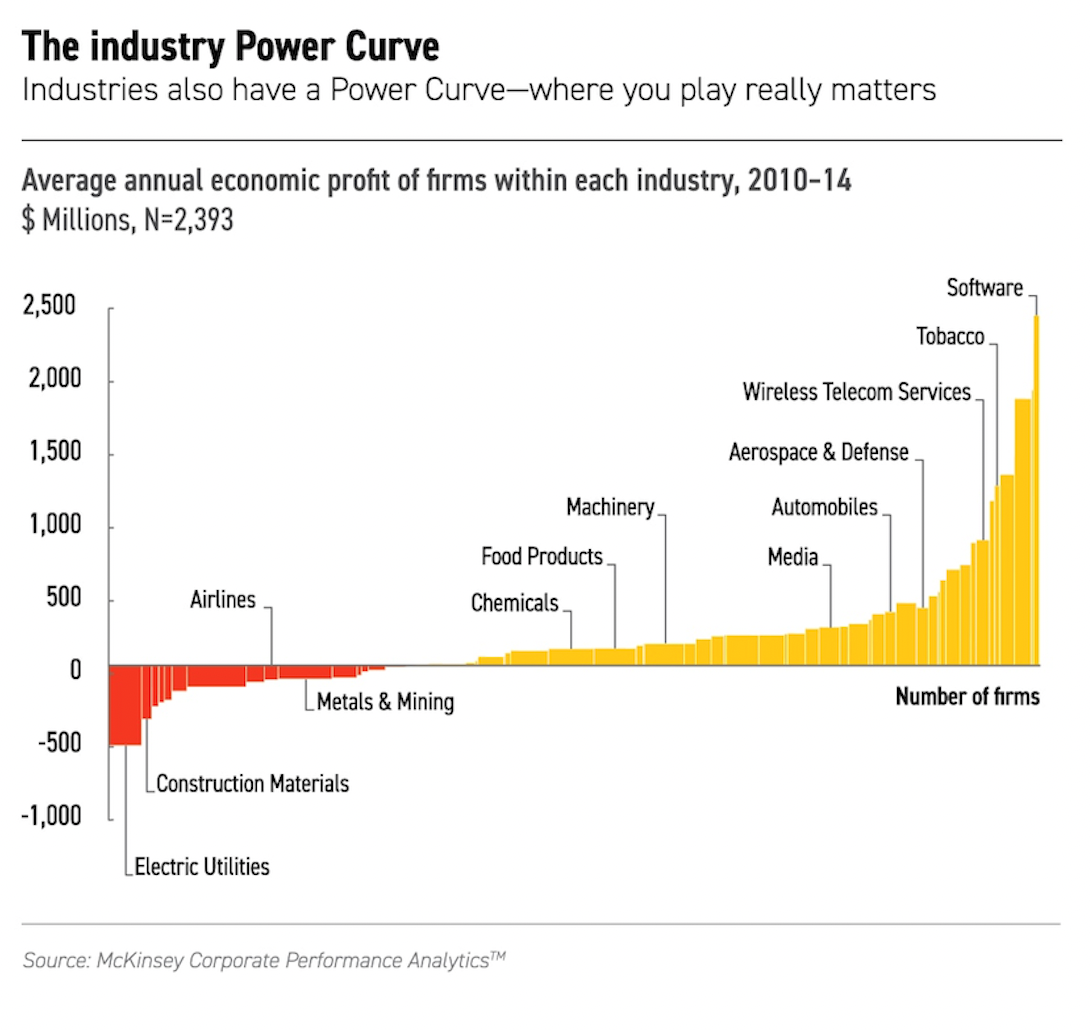 The industry Power Curve
Industries also have a Power Curve—where you play really matters
Average annual economic profit of firms within each industry, 2010–14
$ Millions, N=2,393
Software
2,500
Tobacco
2,000
Wireless Telecom Services
1,500
Aerospace & Defense
Machinery
Automobiles
1,000
Food Products
Media
500
Airlines
Chemicals
0
Number of firms
Metals & Mining
-500
Construction Materials
-1,000
Electric Utilities
Source: McKinsey Corporate Performance Analytics™